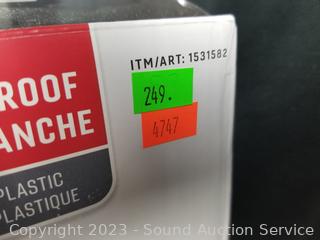 ITM/ART: 1531582
249.
4747
ROOF
ANCHE
PLASTIC
PLASTIQUE
Copyright 2023 - Sound Auction Service